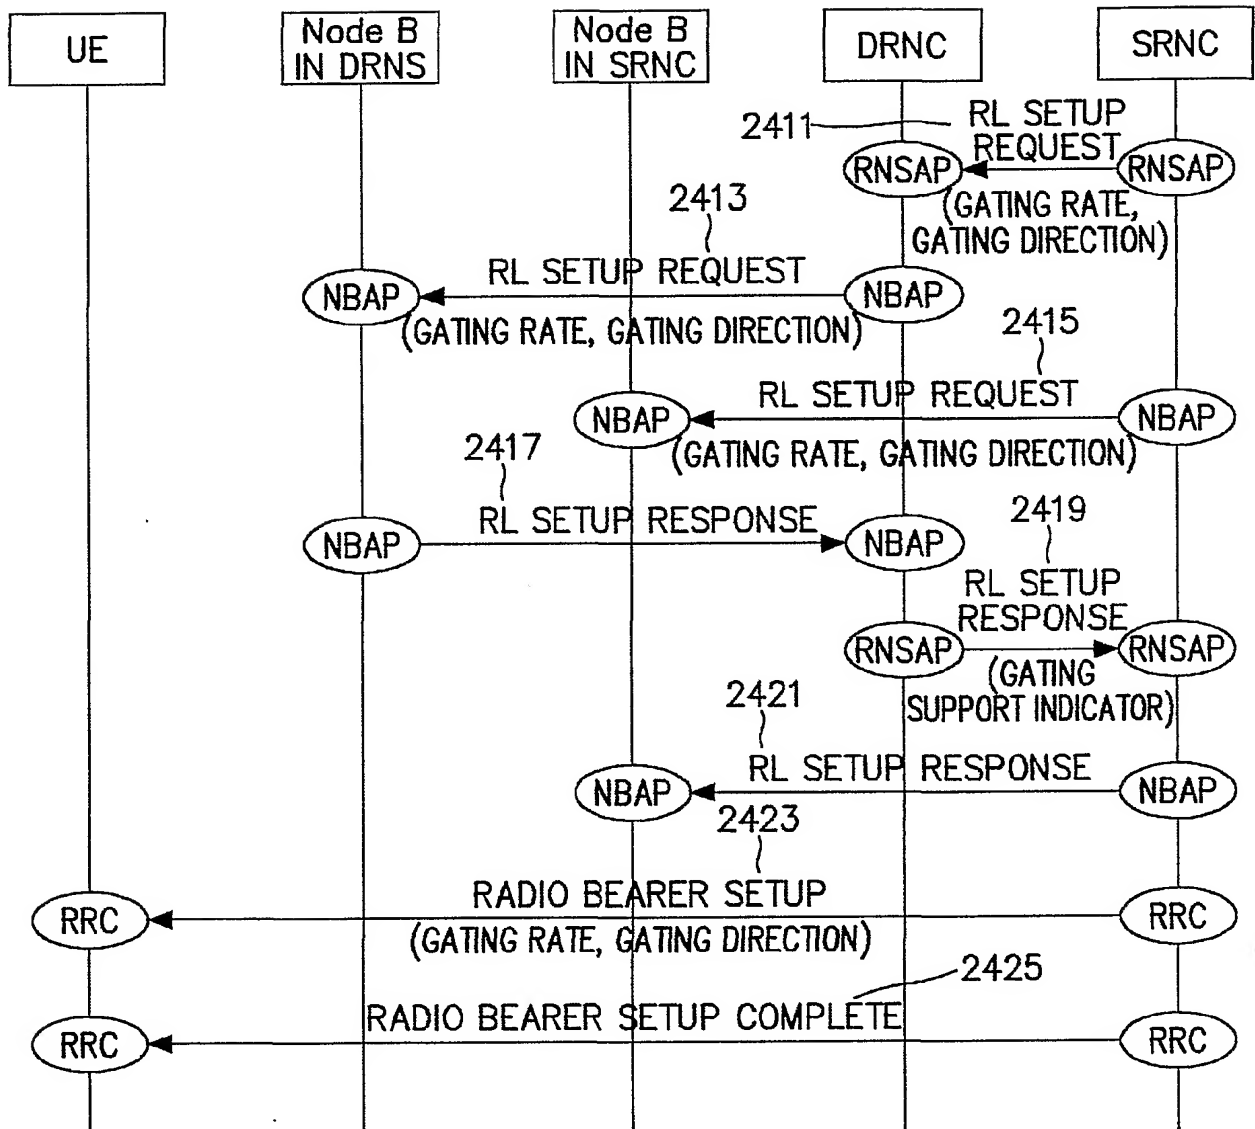 UE
Node B
IN DRNS
Node B
IN SRNC
DRNC
SRNC
2411
RL SETUP
REQUEST
RNSAP
RNSAP
(GATING RATE,
GATING DIRECTION)
2413
RL SETUP REQUEST
NBAP
NBAP
(GATING RATE, GATING DIRECTION)
2415
RL SETUP REQUEST
NBAP
NBAP
(GATING RATE, GATING DIRECTION)
2417
RL SETUP RESPONSE
NBAP
NBAP
2419
RL SETUP
RESPONSE
RNSAP
RNSAP
(GATING
SUPPORT INDICATOR)
2421
RL SETUP RESPONSE
NBAP
NBAP
2423
RADIO BEARER SETUP
RRC
RRC
(GATING RATE, GATING DIRECTION)
2425
RADIO BEARER SETUP COMPLETE
RRC
RRC